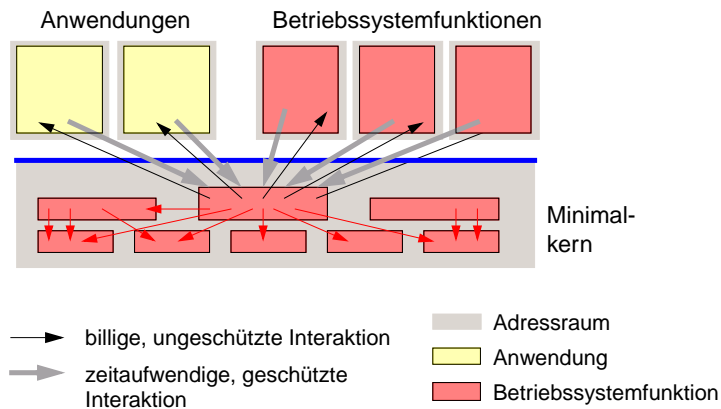 Anwendungen
Betriebssystemfunktionen
Minimal-
kern
billige, ungeschützte Interaktion
zeitaufwendige, geschützte
Interaktion
Adressraum
Anwendung
Betriebssystemfunktion